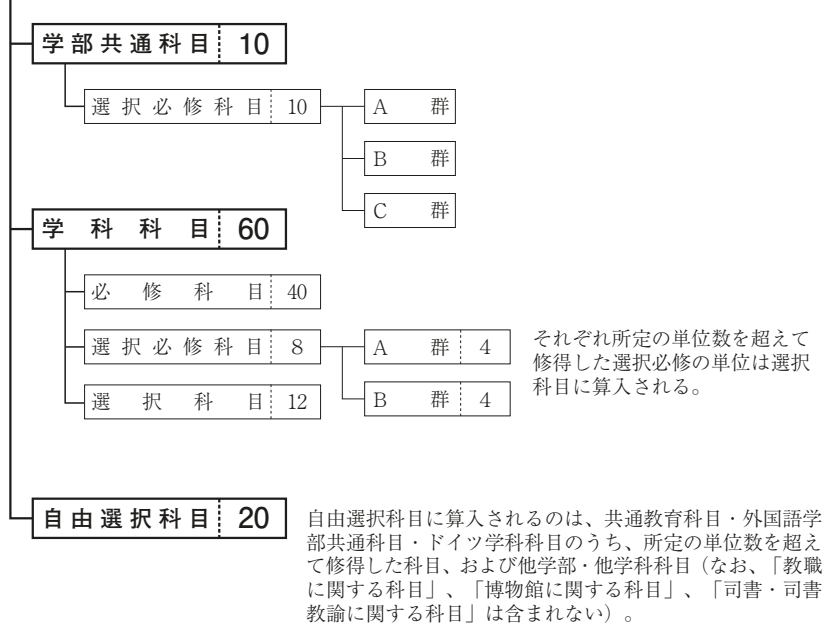 学部共通科目 10
選択必修科目 10
A 群
B 群
C 群
学科科目 60
必修科目 40
選択必修科目 8
A 群 4
B 群 4
選択科目 12
それぞれ所定の単位数を超えて
修得した選択必修の単位は選択
科目に算入される。
自由選択科目 20
自由選択科目に算入されるのは、共通教育科目・外国語学
部共通科目・ドイツ学科科目のうち、所定の単位数を超え
て修得した科目、および他学部・他学科科目（なお、「教職
に関する科目」、「博物館に関する科目」、「司書・司書
教諭に関する科目」は含まれない）。